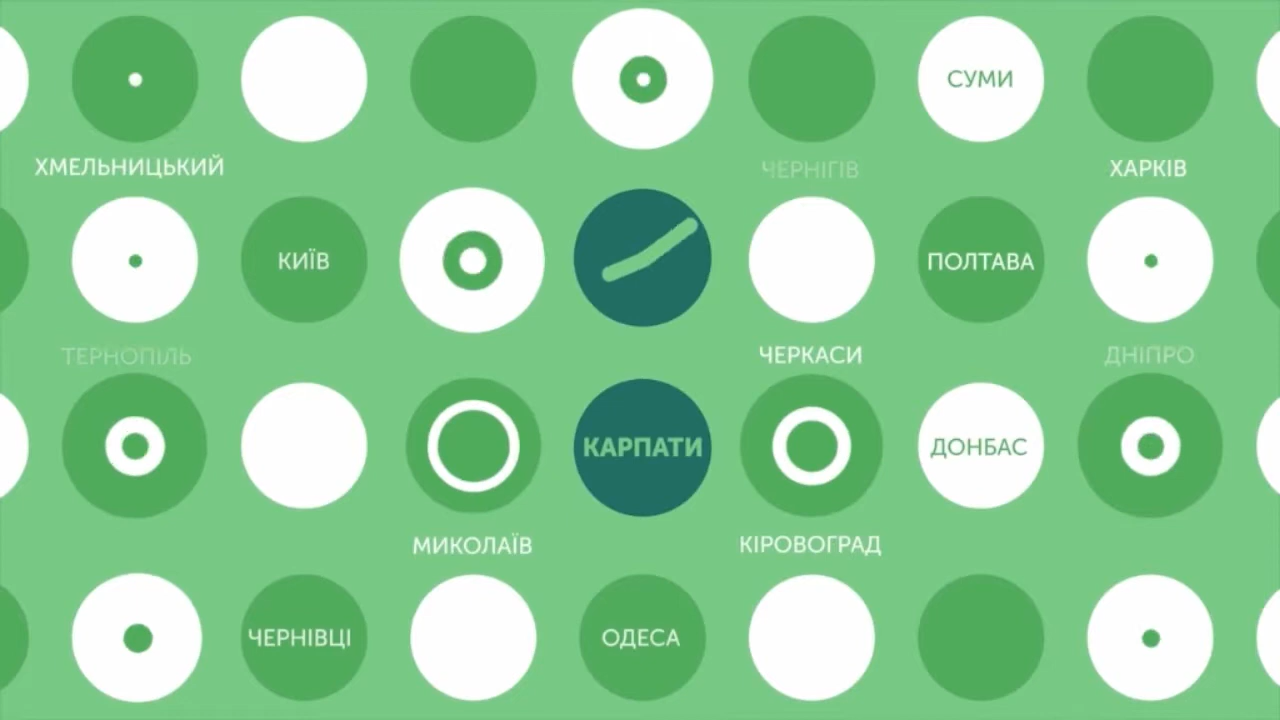 СУМИ
ХМЕЛЬНИЦЬКИЙ
ЧЕРНІГІВ
ХАРКІВ
КИЇВ
ПОЛТАВА
ТЕРНОПІЛЬ
ЧЕРКАСИ
ДНІПРО
КАРПАТИ
ДОНБАС
МИКОЛАЇВ
КІРОВОГРАД
ЧЕРНІВЦІ
ОДЕСА